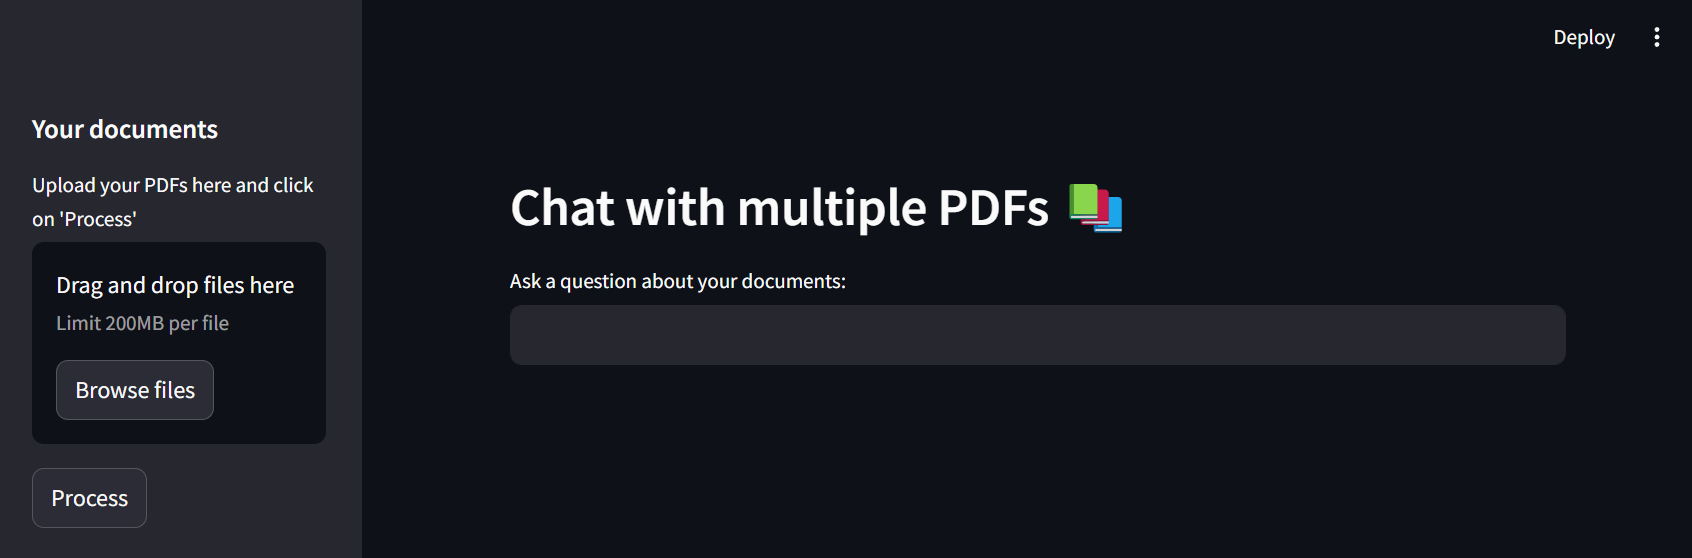 Deploy
Your documents
Upload your PDFs here and click
on 'Process'
Drag and drop files here
Limit 200MB per file
Browse files
Process
Chat with multiple PDFs
Ask a question about your documents: